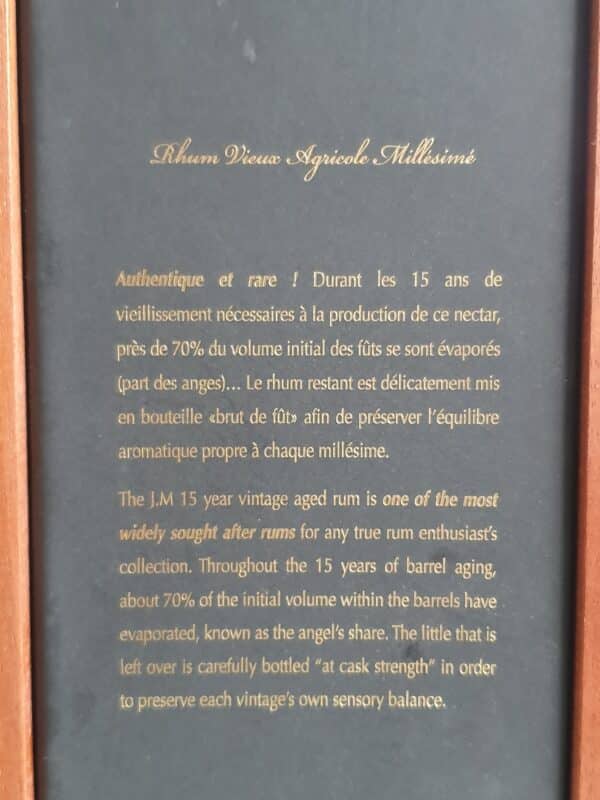 Rhum Vieux Agricole Millésimé
Authentique et rare ! Durant les 15 ans de
vieillissement nécessaires à la production de ce nectar,
près de 70% du volume initial des fûts se sont évaporés
(part des anges)... Le rhum restant est délicatement mis
en bouteille «brut de fût» afin de préserver l'équilibre
aromatique propre à chaque millésime.
The J.M 15 year vintage aged rum is one of the most
widely sought after rums for any true rum enthusiast's
collection. Throughout the 15 years of barrel aging,
about 70% of the initial volume within the barrels have
evaporated, known as the angel's share. The little that is
left over is carefully bottled "at cask strength" in order
to preserve each vintage's own sensory balance.